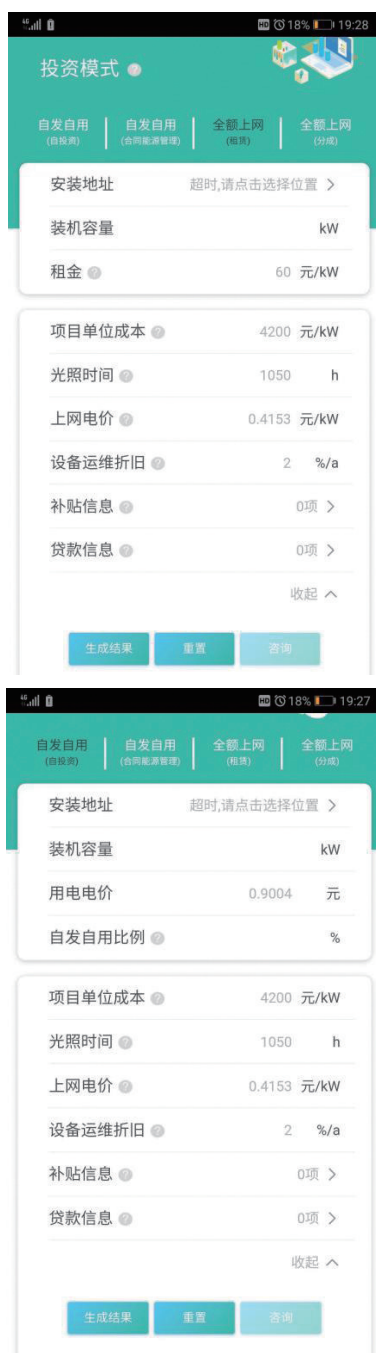 46 HD 18% 19:28
投资模式
自发自用 自发自用 全额上网 全额上网
(自投资) (合同能源管理) (租赁) (分成)
安装地址 超时,请点击选择位置 >
装机容量 kW
租金 ? 60 元/kW
项目单位成本 ? 4200 元/kW
光照时间 ? 1050 h
上网电价 ? 0.4153 元/kW
设备运维折旧 ? 2 %/a
补贴信息 ? 0项 >
贷款信息 ? 0项 >
收起
生成结果 重置 咨询
46 HD 18% 19:27
自发自用 自发自用 全额上网 全额上网
(自投资) (合同能源管理) (租赁) (分成)
安装地址 超时,请点击选择位置 >
装机容量 kW
用电电价 0.9004 元
自发自用比例 ? %
项目单位成本 ? 4200 元/kW
光照时间 ? 1050 h
上网电价 ? 0.4153 元/kW
设备运维折旧 ? 2 %/a
补贴信息 ? 0项 >
贷款信息 ? 0项 >
收起
生成结果 重置 咨询